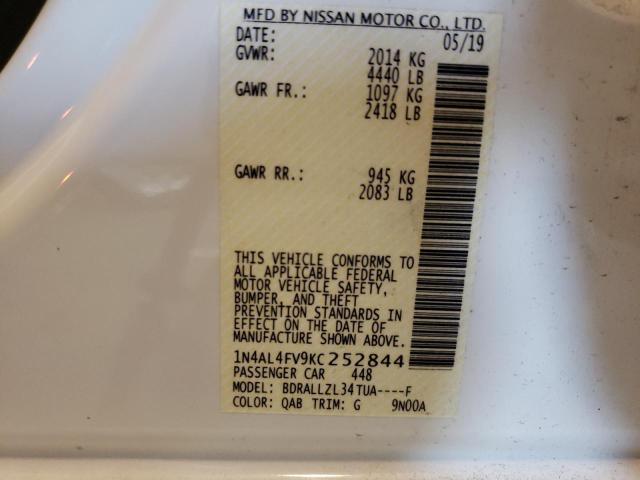 MFD BY NISSAN MOTOR CO., LTD.
DATE: 05/19
GVWR: 2014 KG
4440 LB
GAWR FR.: 1097 KG
2418 LB
GAWR RR.: 945 KG
2083 LB
THIS VEHICLE CONFORMS TO
ALL APPLICABLE FEDERAL
MOTOR VEHICLE SAFETY,
BUMPER, AND THEFT
PREVENTION STANDARDS IN
EFFECT ON THE DATE OF
MANUFACTURE SHOWN ABOVE.
1N4AL4FV9KC252844
PASSENGER CAR 448
MODEL: BDRALLZL34TUA----F
COLOR: QAB TRIM: G 9N00A